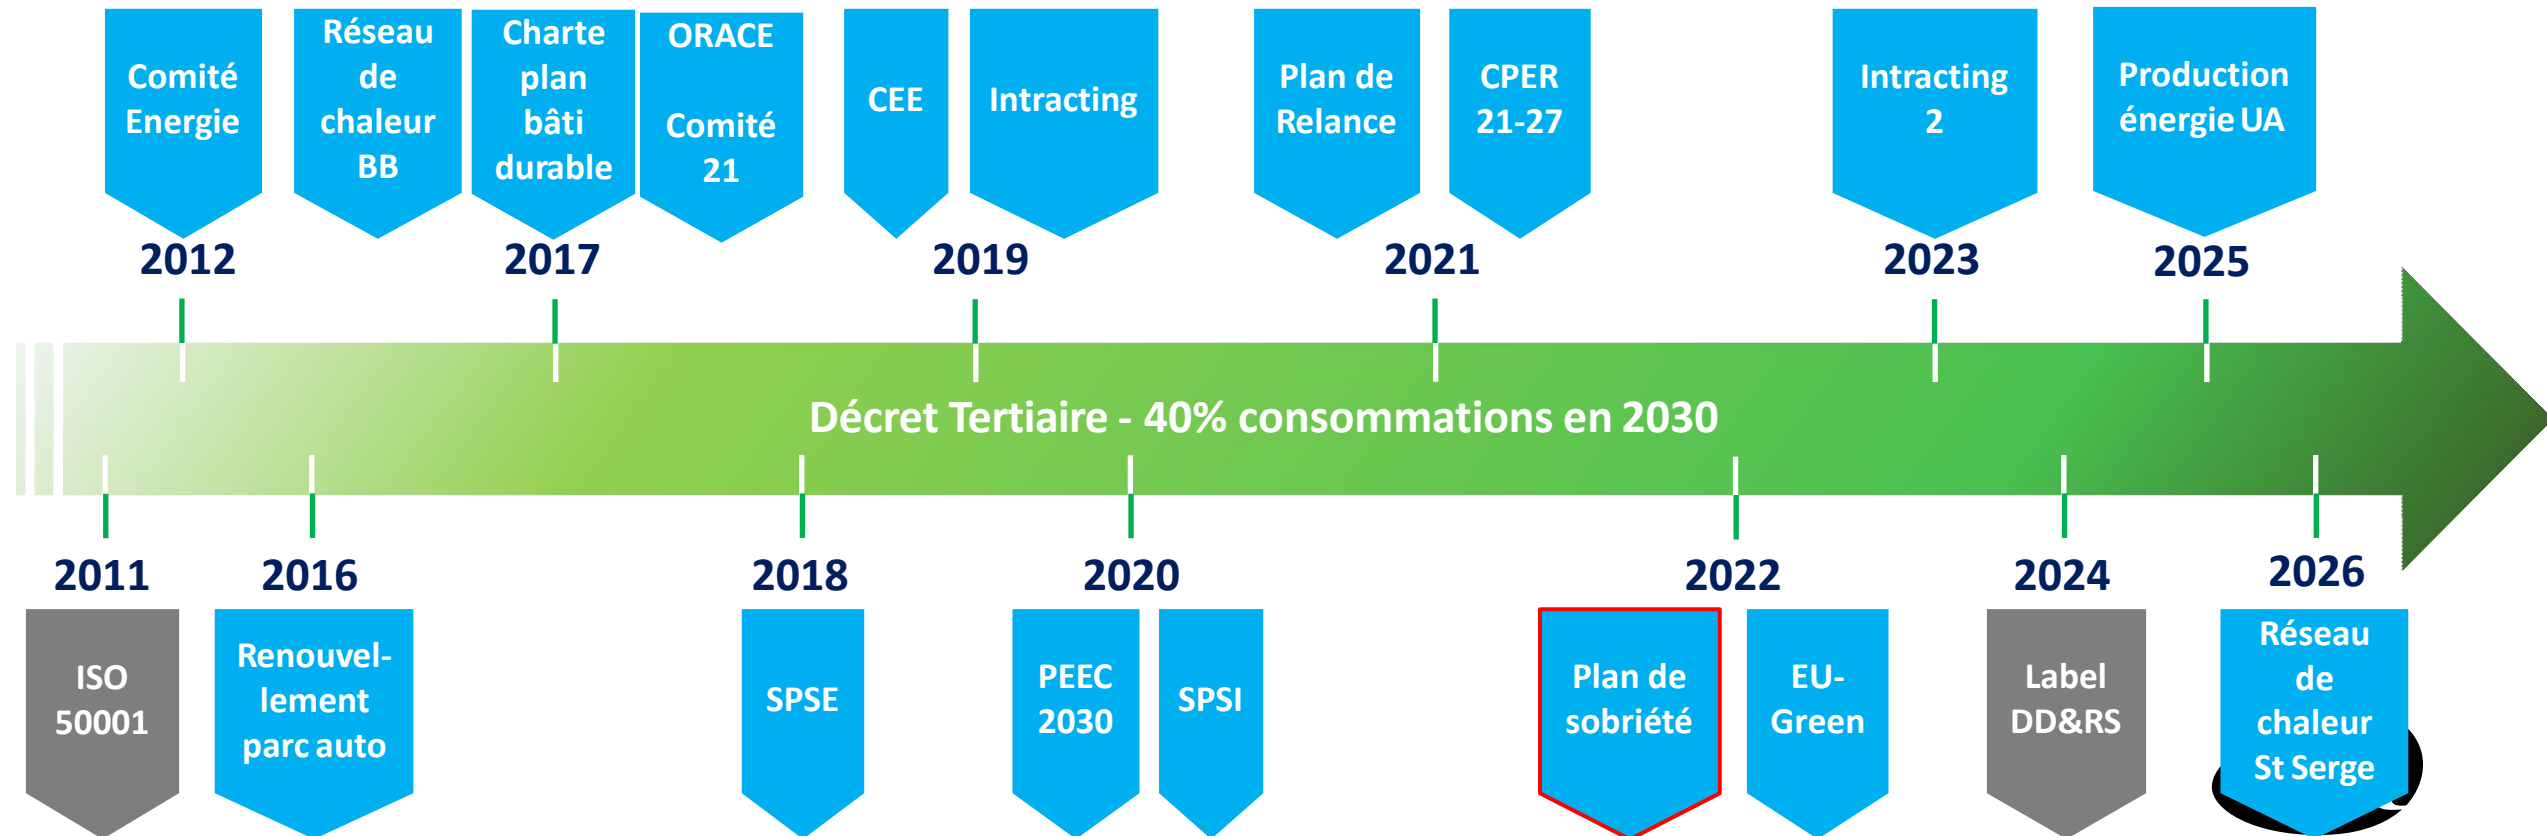 Comité
Energie
Réseau
de
chaleur
BB
Charte
plan
bâti
durable
ORACE
Comité
21
CEE
Intracting
Plan de
Relance
CPER
21-27
Intracting
2
Production
énergie UA
2012
2017
2019
2021
2023
2025
Décret Tertiaire - 40% consommations en 2030
2011
2016
2018
2020
2022
2024
2026
ISO
50001
Renouvel-
lement
parc auto
SPSE
PEEC
2030
SPSI
Plan de
sobriété
EU-
Green
Label
DD&RS
Réseau
de
chaleur
St Serge